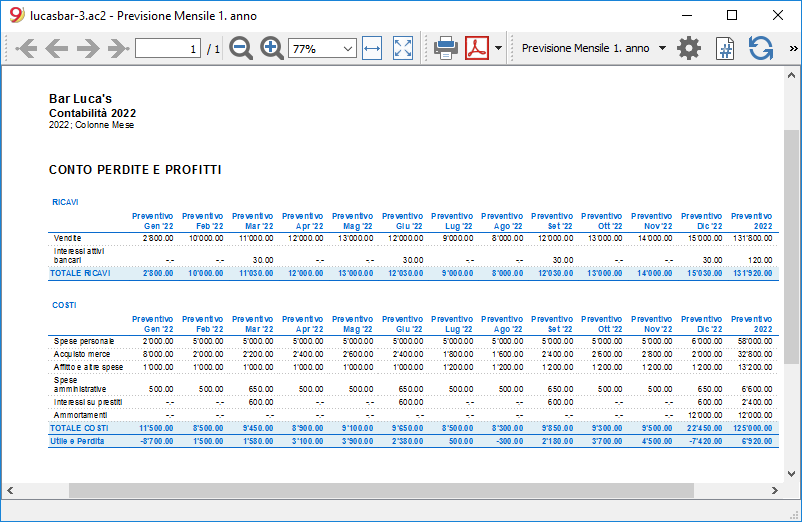 lucasbar-3.ac2 - Previsione Mensile 1. anno
1 / 1 77% Previsione Mensile 1. anno »
Bar Luca's
Contabilità 2022
2022; Colonne Mese
CONTO PERDITE E PROFITTI
RICAVI
Preventivo Preventivo Preventivo Preventivo Preventivo Preventivo Preventivo Preventivo Preventivo Preventivo Preventivo Preventivo Preventivo
Gen '22 Feb '22 Mar '22 Apr '22 Mag '22 Giu '22 Lug '22 Ago '22 Set '22 Ott '22 Nov '22 Dic '22 2022
Vendite 2'800.00 10'000.00 11'000.00 12'000.00 13'000.00 12'000.00 9'000.00 8'000.00 12'000.00 13'000.00 14'000.00 15'000.00 131'800.00
Interessi attivi
bancari -.- -.- 30.00 -.- -.- 30.00 -.- -.- 30.00 -.- -.- 30.00 120.00
TOTALE RICAVI 2'800.00 10'000.00 11'030.00 12'000.00 13'000.00 12'030.00 9'000.00 8'000.00 12'030.00 13'000.00 14'000.00 15'030.00 131'920.00
COSTI
Preventivo Preventivo Preventivo Preventivo Preventivo Preventivo Preventivo Preventivo Preventivo Preventivo Preventivo Preventivo Preventivo
Gen '22 Feb '22 Mar '22 Apr '22 Mag '22 Giu '22 Lug '22 Ago '22 Set '22 Ott '22 Nov '22 Dic '22 2022
Spese personale 2'000.00 5'000.00 5'000.00 5'000.00 5'000.00 5'000.00 5'000.00 5'000.00 5'000.00 5'000.00 5'000.00 6'000.00 58'000.00
Acquisto merce 8'000.00 2'000.00 2'200.00 2'400.00 2'600.00 2'400.00 1'800.00 1'600.00 2'400.00 2'600.00 2'800.00 2'000.00 32'800.00
Affitto e altre spese 1'000.00 1'000.00 1'000.00 1'000.00 1'000.00 1'000.00 1'200.00 1'200.00 1'200.00 1'200.00 1'200.00 1'200.00 13'200.00
Spese
amministrative 500.00 500.00 650.00 500.00 500.00 650.00 500.00 500.00 650.00 500.00 500.00 650.00 6'600.00
Interessi su prestiti -.- -.- 600.00 -.- -.- 600.00 -.- -.- 600.00 -.- -.- 600.00 2'400.00
Ammortamenti -.- -.- -.- -.- -.- -.- -.- -.- -.- -.- -.- 12'000.00 12'000.00
TOTALE COSTI 11'500.00 8'500.00 9'450.00 8'900.00 9'100.00 9'650.00 8'500.00 8'300.00 9'850.00 9'300.00 9'500.00 22'450.00 125'000.00
Utile e Perdita -8'700.00 1'500.00 1'580.00 3'100.00 3'900.00 2'380.00 500.00 -300.00 2'180.00 3'700.00 4'500.00 -7'420.00 6'920.00